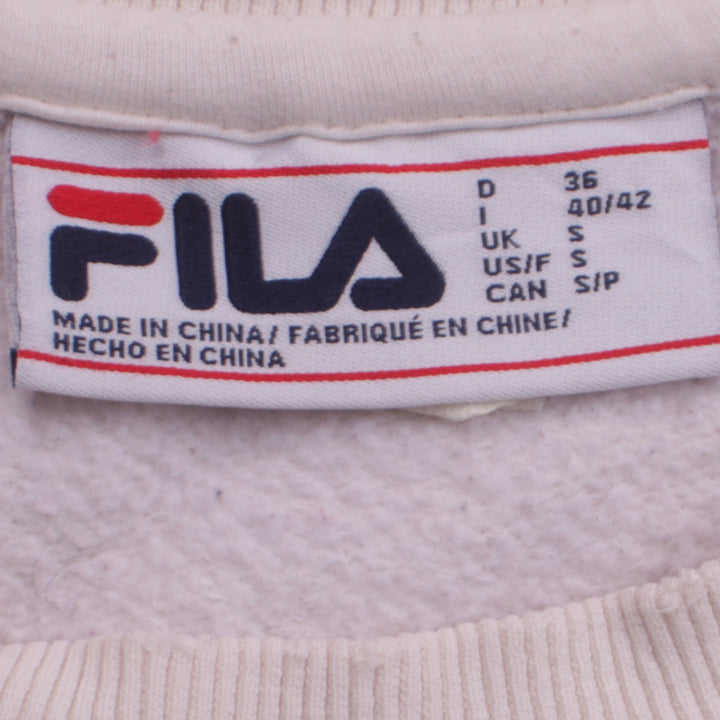 FILA
D 36
I 40/42
UK S
US/F S
CAN S/P
MADE IN CHINA/ FABRIQUÉ EN CHINE/
HECHO EN CHINA